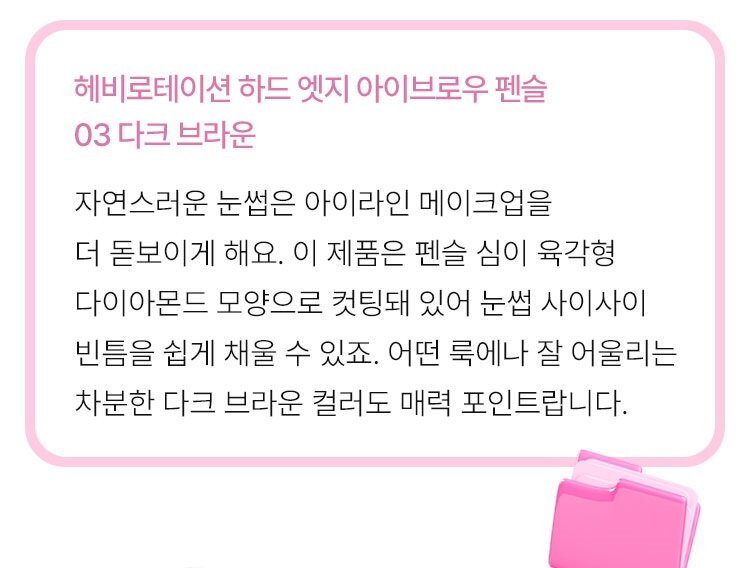 헤비로테이션 하드 엣지 아이브로우 펜슬
03 다크 브라운
자연스러운 눈썹은 아이라인 메이크업을
더 돋보이게 해요. 이 제품은 펜슬 심이 육각형
다이아몬드 모양으로 컷팅돼 있어 눈썹 사이사이
빈틈을 쉽게 채울 수 있죠. 어떤 룩에나 잘 어울리는
차분한 다크 브라운 컬러도 매력 포인트랍니다.